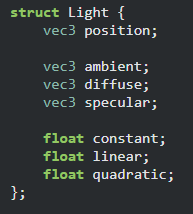 struct Light {
vec3 position;
vec3 ambient;
vec3 diffuse;
vec3 specular;
float constant;
float linear;
float quadratic;
};